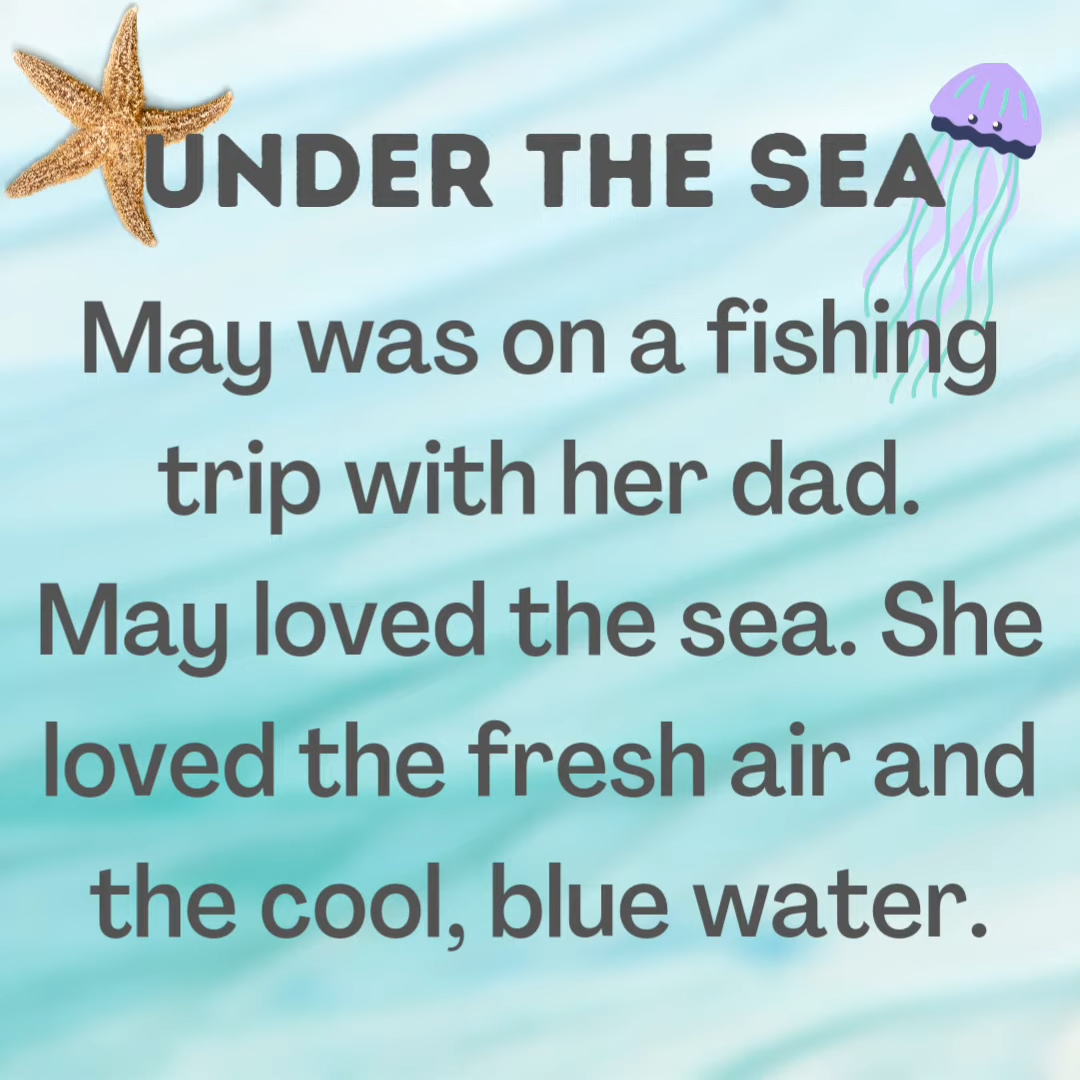 UNDER THE SEA
May was on a fishing
trip with her dad.
May loved the sea. She
loved the fresh air and
the cool, blue water.